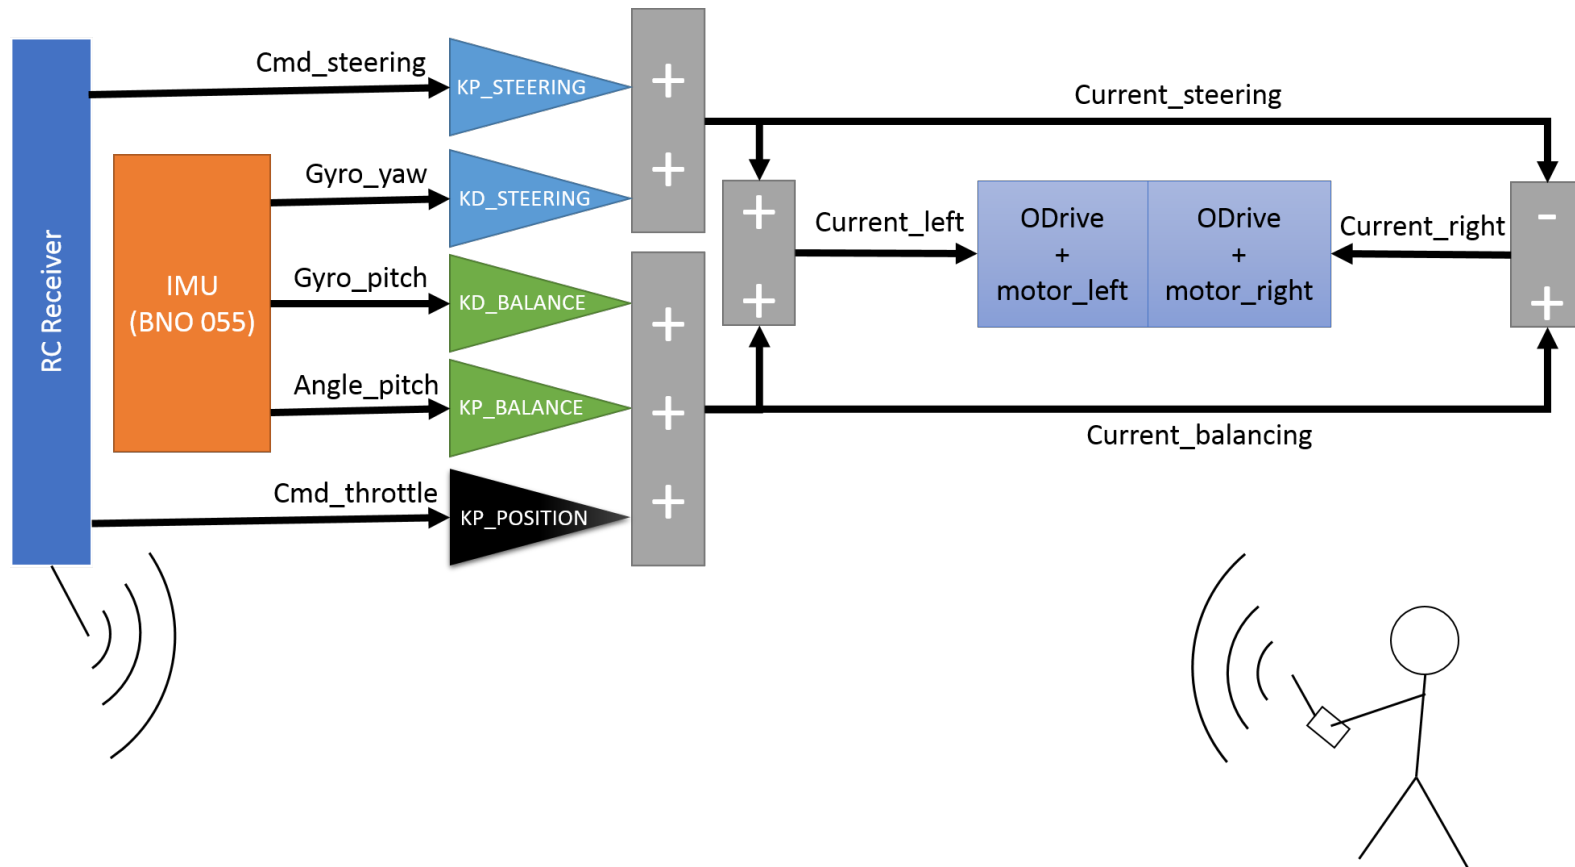 Cmd_steering
KP_STEERING
+
+
Current_steering
Gyro_yaw
KD_STEERING
RC Receiver
IMU
(BNO 055)
Gyro_pitch
KD_BALANCE
Angle_pitch
KP_BALANCE
Cmd_throttle
KP_POSITION
+
+
+
+
+
Current_left
ODrive
+
motor_left
ODrive
+
motor_right
Current_right
-
+
Current_balancing